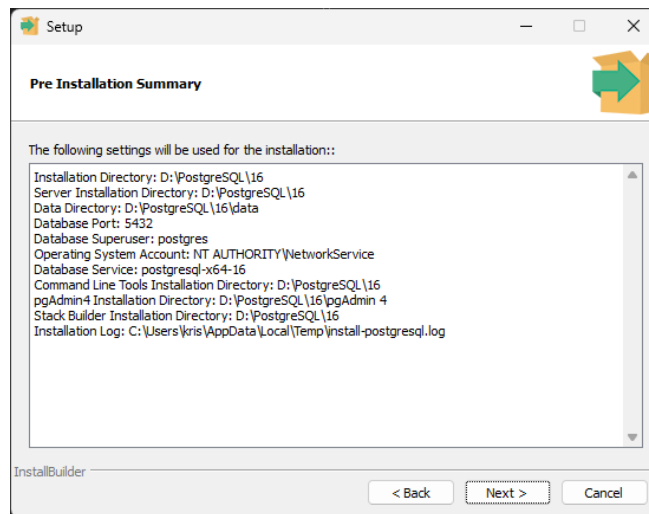 Setup
Pre Installation Summary
The following settings will be used for the installation::
Installation Directory: D:\PostgreSQL\16
Server Installation Directory: D:\PostgreSQL\16
Data Directory: D:\PostgreSQL\16\data
Database Port: 5432
Database Superuser: postgres
Operating System Account: NT AUTHORITY\NetworkService
Database Service: postgresql-x64-16
Command Line Tools Installation Directory: D:\PostgreSQL\16
pgAdmin4 Installation Directory: D:\PostgreSQL\16\pgAdmin 4
Stack Builder Installation Directory: D:\PostgreSQL\16
Installation Log: C:\Users\kris\AppData\Local\Temp\install-postgresql.log
InstallBuilder
< Back Next > Cancel